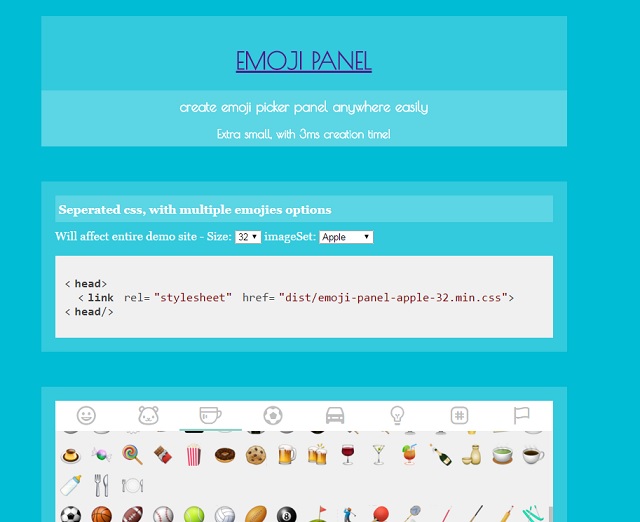 EMOJI PANEL
create emoji picker panel anywhere easily
Extra small, with 3ms creation time!
Seperated css, with multiple emojies options
Will affect entire demo site - Size: 32 imageSet: Apple
< head>
< link rel= "stylesheet" href= "dist/emoji-panel-apple-32.min.css">
< head/>